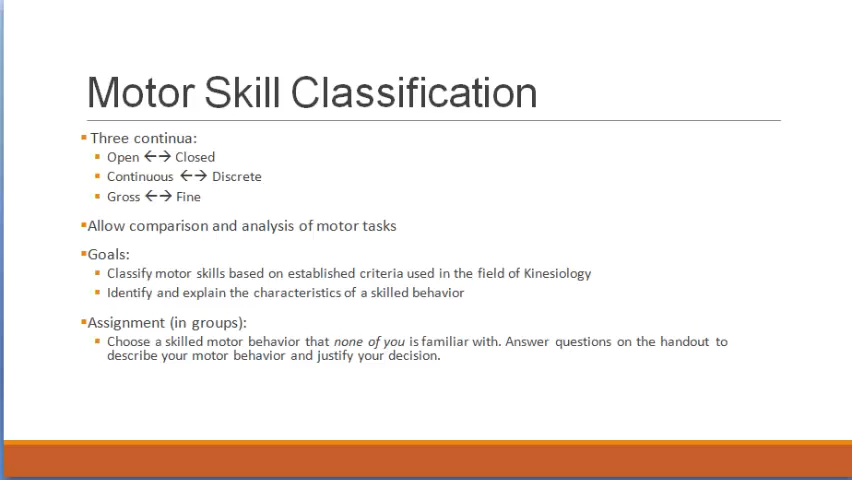 Motor Skill Classification
▪ Three continua:
▪ Open ←→ Closed
▪ Continuous ←→ Discrete
▪ Gross ←→ Fine
▪Allow comparison and analysis of motor tasks
▪Goals:
▪ Classify motor skills based on established criteria used in the field of Kinesiology
▪ Identify and explain the characteristics of a skilled behavior
▪Assignment (in groups):
▪ Choose a skilled motor behavior that none of you is familiar with. Answer questions on the handout to
describe your motor behavior and justify your decision.